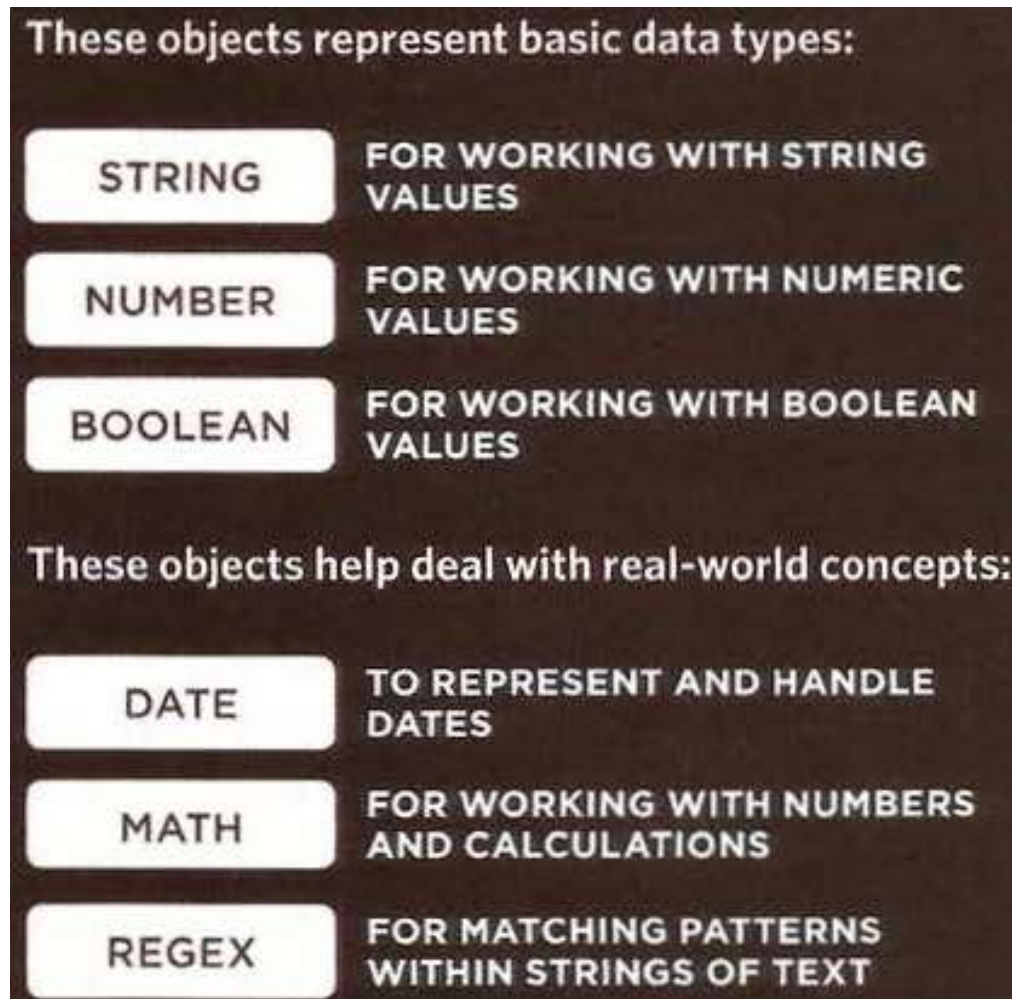 These objects represent basic data types:
STRING
FOR WORKING WITH STRING
VALUES
NUMBER
FOR WORKING WITH NUMERIC
VALUES
BOOLEAN
FOR WORKING WITH BOOLEAN
VALUES
These objects help deal with real-world concepts:
DATE
TO REPRESENT AND HANDLE
DATES
MATH
FOR WORKING WITH NUMBERS
AND CALCULATIONS
REGEX
FOR MATCHING PATTERNS
WITHIN STRINGS OF TEXT